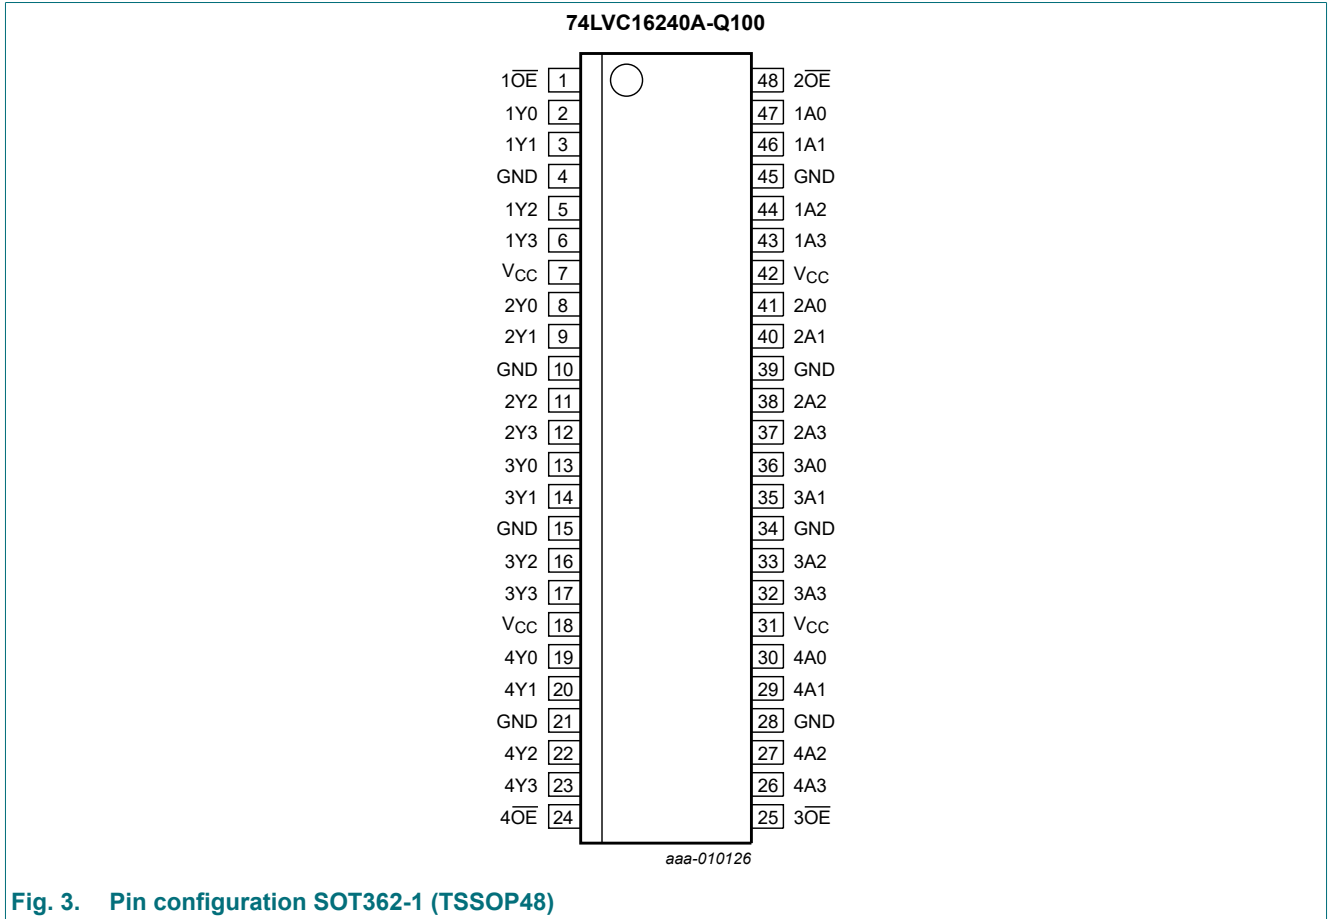 74LVC16240A-Q100
1O̅E̅ 1 48 2O̅E̅
1Y0 2 47 1A0
1Y1 3 46 1A1
GND 4 45 GND
1Y2 5 44 1A2
1Y3 6 43 1A3
VCC 7 42 VCC
2Y0 8 41 2A0
2Y1 9 40 2A1
GND 10 39 GND
2Y2 11 38 2A2
2Y3 12 37 2A3
3Y0 13 36 3A0
3Y1 14 35 3A1
GND 15 34 GND
3Y2 16 33 3A2
3Y3 17 32 3A3
VCC 18 31 VCC
4Y0 19 30 4A0
4Y1 20 29 4A1
GND 21 28 GND
4Y2 22 27 4A2
4Y3 23 26 4A3
4O̅E̅ 24 25 3O̅E̅
aaa-010126
Fig. 3. Pin configuration SOT362-1 (TSSOP48)